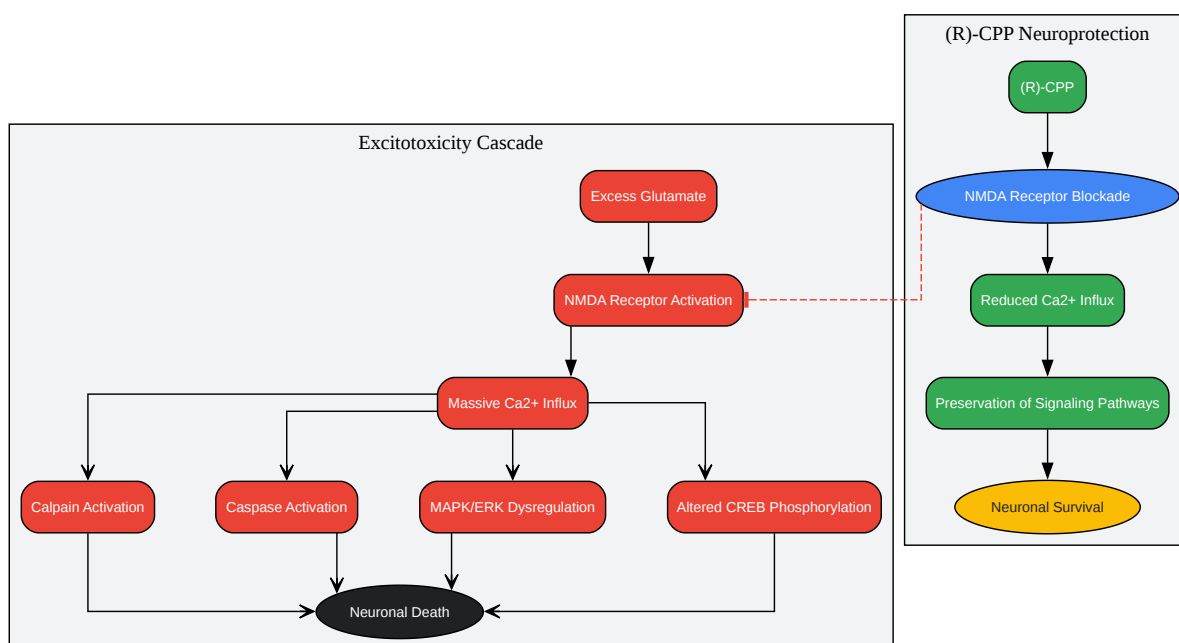 (R)-CPP Neuroprotection
(R)-CPP
NMDA Receptor Blockade
Reduced Ca2+ Influx
Preservation of Signaling Pathways
Neuronal Survival
Excitotoxicity Cascade
Excess Glutamate
NMDA Receptor Activation
Massive Ca2+ Influx
Calpain Activation
Caspase Activation
MAPK/ERK Dysregulation
Altered CREB Phosphorylation
Neuronal Death